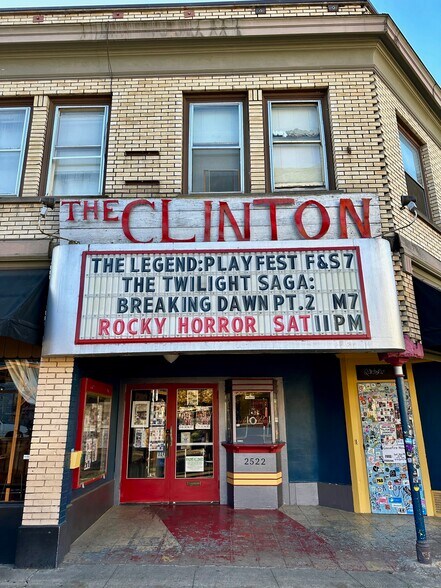 THE CLINTON
THE LEGEND:PLAYFEST F&S7
THE TWILIGHT SAGA:
BREAKING DAWN PT.2 M7
ROCKY HORROR SAT 11PM
2522